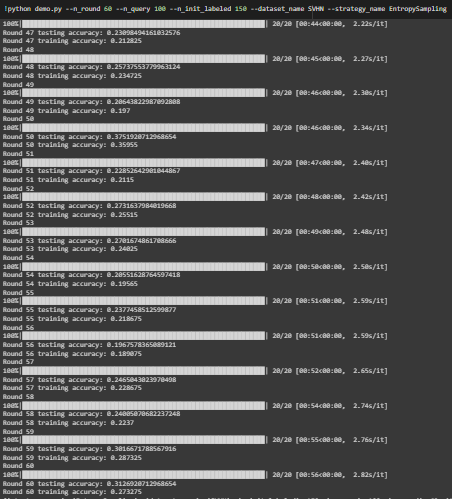 !python demo.py --n_round 60 --n_query 100 --n_init_labeled 150 --dataset_name SVHN --strategy_name EntropySampling
100%| 20/20 [00:44<00:00, 2.22s/it]
Round 47 testing accuracy: 0.23098494161032576
Round 47 training accuracy: 0.212825
Round 48
100%| 20/20 [00:45<00:00, 2.27s/it]
Round 48 testing accuracy: 0.25737553779963124
Round 48 training accuracy: 0.234725
Round 49
100%| 20/20 [00:46<00:00, 2.30s/it]
Round 49 testing accuracy: 0.20643822987092808
Round 49 training accuracy: 0.197
Round 50
100%| 20/20 [00:46<00:00, 2.34s/it]
Round 50 testing accuracy: 0.3751920712968654
Round 50 training accuracy: 0.35955
Round 51
100%| 20/20 [00:47<00:00, 2.40s/it]
Round 51 testing accuracy: 0.22852642901044867
Round 51 training accuracy: 0.2115
Round 52
100%| 20/20 [00:48<00:00, 2.42s/it]
Round 52 testing accuracy: 0.2731637984019668
Round 52 training accuracy: 0.25515
Round 53
100%| 20/20 [00:49<00:00, 2.48s/it]
Round 53 testing accuracy: 0.2701674861708666
Round 53 training accuracy: 0.24025
Round 54
100%| 20/20 [00:50<00:00, 2.50s/it]
Round 54 testing accuracy: 0.20551628764597418
Round 54 training accuracy: 0.19565
Round 55
100%| 20/20 [00:51<00:00, 2.59s/it]
Round 55 testing accuracy: 0.2377458512599877
Round 55 training accuracy: 0.218675
Round 56
100%| 20/20 [00:51<00:00, 2.59s/it]
Round 56 testing accuracy: 0.1967578365089121
Round 56 training accuracy: 0.189075
Round 57
100%| 20/20 [00:52<00:00, 2.65s/it]
Round 57 testing accuracy: 0.2465043023970498
Round 57 training accuracy: 0.228675
Round 58
100%| 20/20 [00:54<00:00, 2.74s/it]
Round 58 testing accuracy: 0.24005070682237248
Round 58 training accuracy: 0.2237
Round 59
100%| 20/20 [00:55<00:00, 2.76s/it]
Round 59 testing accuracy: 0.3016671788567916
Round 59 training accuracy: 0.287325
Round 60
100%| 20/20 [00:56<00:00, 2.82s/it]
Round 60 testing accuracy: 0.3126920712968654
Round 60 training accuracy: 0.273275